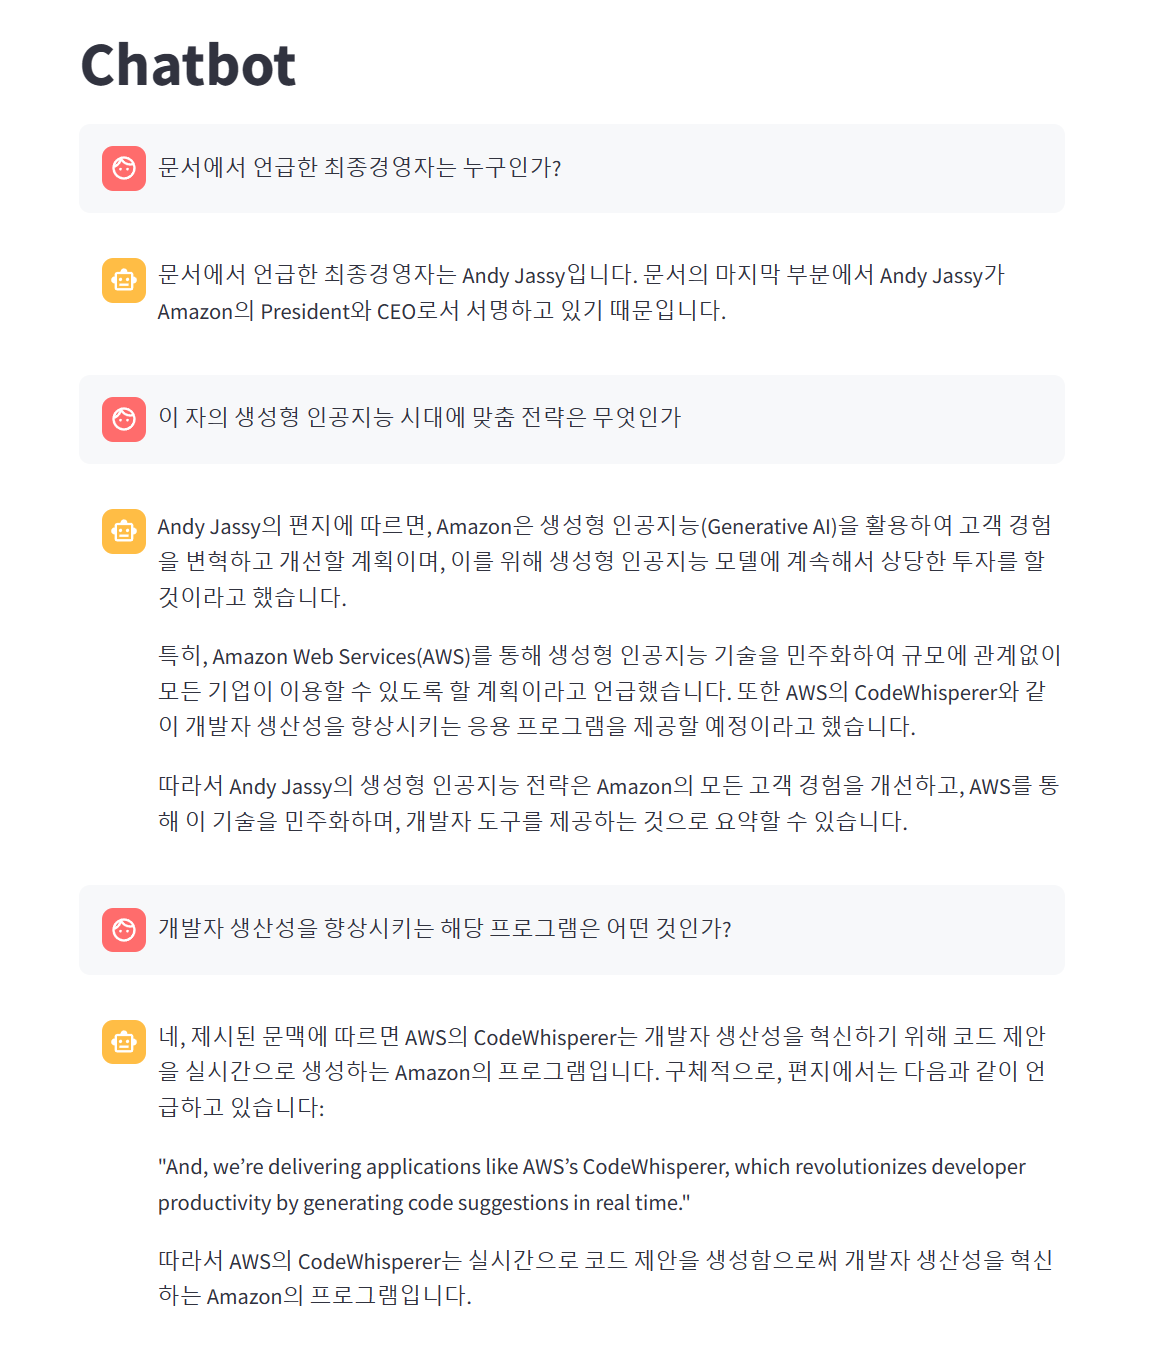 Chatbot
문서에서 언급한 최종경영자는 누구인가?
문서에서 언급한 최종경영자는 Andy Jassy입니다. 문서의 마지막 부분에서 Andy Jassy가
Amazon의 President와 CEO로서 서명하고 있기 때문입니다.
이 자의 생성형 인공지능 시대에 맞춤 전략은 무엇인가
Andy Jassy의 편지에 따르면, Amazon은 생성형 인공지능(Generative AI)을 활용하여 고객 경험
을 변혁하고 개선할 계획이며, 이를 위해 생성형 인공지능 모델에 계속해서 상당한 투자를 할
것이라고 했습니다.
특히, Amazon Web Services(AWS)를 통해 생성형 인공지능 기술을 민주화하여 규모에 관계없이
모든 기업이 이용할 수 있도록 할 계획이라고 언급했습니다. 또한 AWS의 CodeWhisperer와 같
이 개발자 생산성을 향상시키는 응용 프로그램을 제공할 예정이라고 했습니다.
따라서 Andy Jassy의 생성형 인공지능 전략은 Amazon의 모든 고객 경험을 개선하고, AWS를 통
해 이 기술을 민주화하며, 개발자 도구를 제공하는 것으로 요약할 수 있습니다.
개발자 생산성을 향상시키는 해당 프로그램은 어떤 것인가?
네, 제시된 문맥에 따르면 AWS의 CodeWhisperer는 개발자 생산성을 혁신하기 위해 코드 제안
을 실시간으로 생성하는 Amazon의 프로그램입니다. 구체적으로, 편지에서는 다음과 같이 언
급하고 있습니다:
"And, we’re delivering applications like AWS’s CodeWhisperer, which revolutionizes developer
productivity by generating code suggestions in real time."
따라서 AWS의 CodeWhisperer는 실시간으로 코드 제안을 생성함으로써 개발자 생산성을 혁신
하는 Amazon의 프로그램입니다.